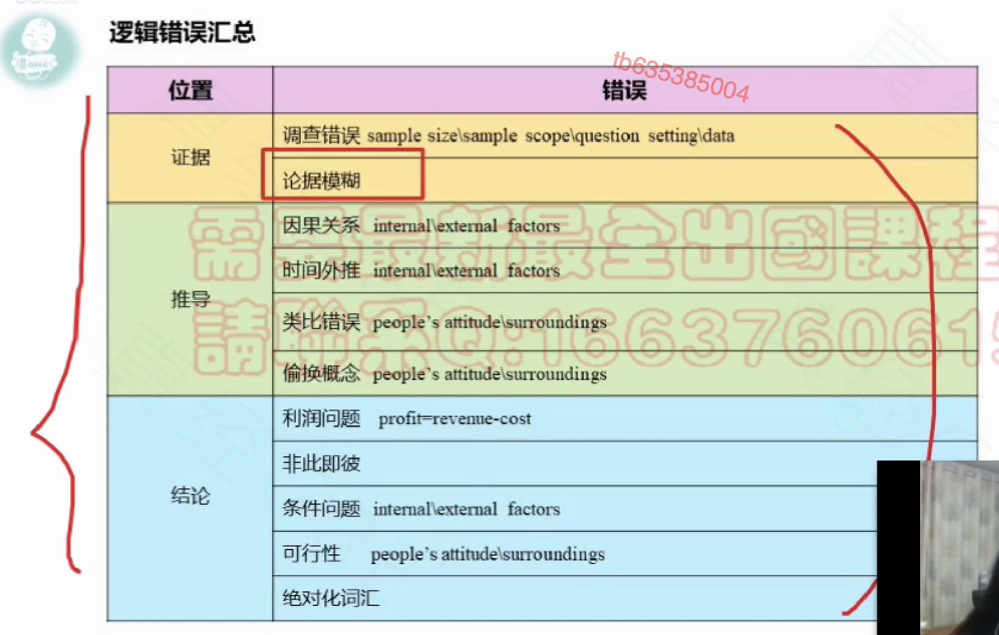 逻辑错误汇总
tb635385004
位置 错误
证据
调查错误 sample size\sample scope\question setting\data
论据模糊
推导
因果关系 internal\external factors
时间外推 internal\external factors
类比错误 people's attitude\surroundings
偷换概念 people's attitude\surroundings
需要最新最全出國課程
請聯系Q:166376061
结论
利润问题 profit=revenue-cost
非此即彼
条件问题 internal\external factors
可行性 people's attitude\surroundings
绝对化词汇